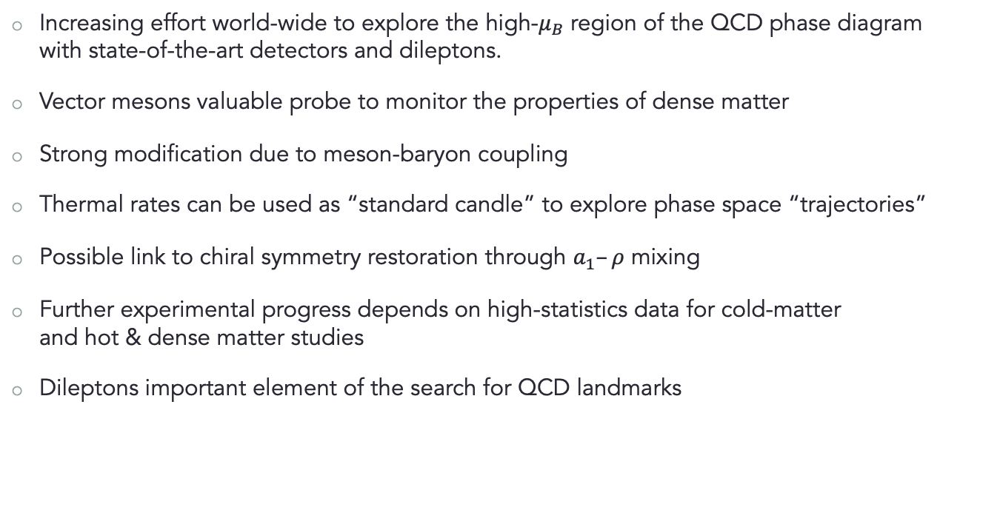 ○ Increasing effort world-wide to explore the high-μ_B region of the QCD phase diagram
with state-of-the-art detectors and dileptons.
○ Vector mesons valuable probe to monitor the properties of dense matter
○ Strong modification due to meson-baryon coupling
○ Thermal rates can be used as “standard candle” to explore phase space “trajectories”
○ Possible link to chiral symmetry restoration through a₁– ρ mixing
○ Further experimental progress depends on high-statistics data for cold-matter
and hot & dense matter studies
○ Dileptons important element of the search for QCD landmarks